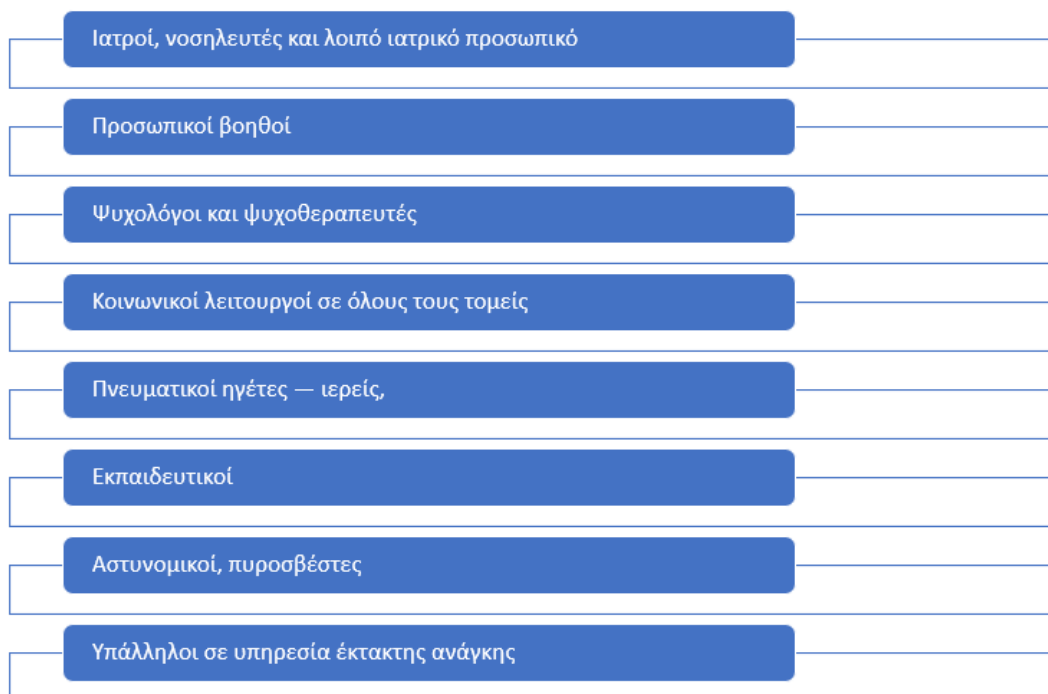 Ιατροί, νοσηλευτές και λοιπό ιατρικό προσωπικό
Προσωπικοί βοηθοί
Ψυχολόγοι και ψυχοθεραπευτές
Κοινωνικοί λειτουργοί σε όλους τους τομείς
Πνευματικοί ηγέτες — ιερείς,
Εκπαιδευτικοί
Αστυνομικοί, πυροσβέστες
Υπάλληλοι σε υπηρεσία έκτακτης ανάγκης